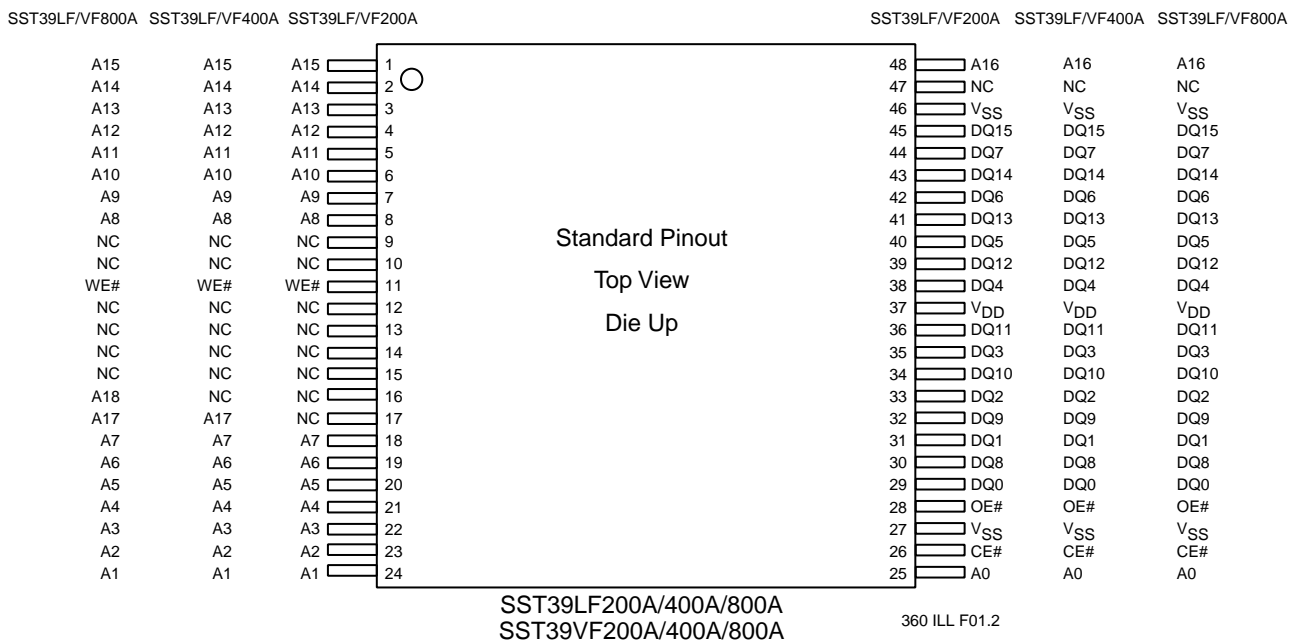 SST39LF/VF800A SST39LF/VF400A SST39LF/VF200A SST39LF/VF200A SST39LF/VF400A SST39LF/VF800A
A15 A15 A15 1 48 A16 A16 A16
A14 A14 A14 2 47 NC NC NC
A13 A13 A13 3 46 VSS VSS VSS
A12 A12 A12 4 45 DQ15 DQ15 DQ15
A11 A11 A11 5 44 DQ7 DQ7 DQ7
A10 A10 A10 6 43 DQ14 DQ14 DQ14
A9 A9 A9 7 42 DQ6 DQ6 DQ6
A8 A8 A8 8 41 DQ13 DQ13 DQ13
NC NC NC 9 Standard Pinout 40 DQ5 DQ5 DQ5
NC NC NC 10 39 DQ12 DQ12 DQ12
WE# WE# WE# 11 Top View 38 DQ4 DQ4 DQ4
NC NC NC 12 37 VDD VDD VDD
NC NC NC 13 Die Up 36 DQ11 DQ11 DQ11
NC NC NC 14 35 DQ3 DQ3 DQ3
NC NC NC 15 34 DQ10 DQ10 DQ10
A18 NC NC 16 33 DQ2 DQ2 DQ2
A17 A17 NC 17 32 DQ9 DQ9 DQ9
A7 A7 A7 18 31 DQ1 DQ1 DQ1
A6 A6 A6 19 30 DQ8 DQ8 DQ8
A5 A5 A5 20 29 DQ0 DQ0 DQ0
A4 A4 A4 21 28 OE# OE# OE#
A3 A3 A3 22 27 VSS VSS VSS
A2 A2 A2 23 26 CE# CE# CE#
A1 A1 A1 24 25 A0 A0 A0
SST39LF200A/400A/800A
SST39VF200A/400A/800A
360 ILL F01.2